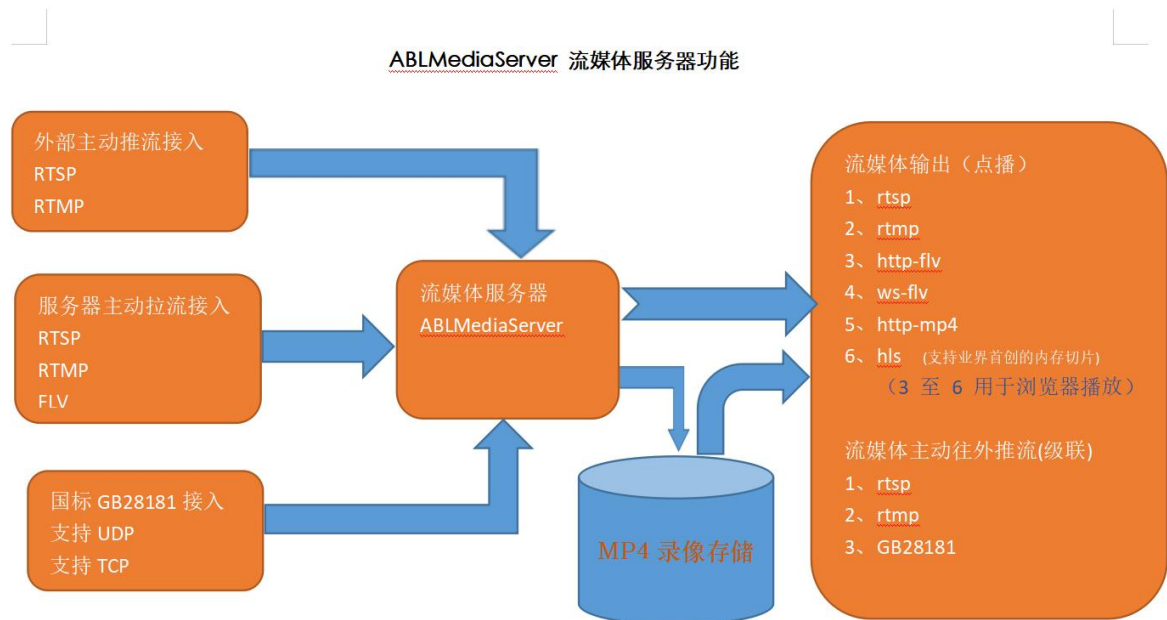 ABLMediaServer 流媒体服务器功能
外部主动推流接入
RTSP
RTMP
服务器主动拉流接入
RTSP
RTMP
FLV
国标 GB28181 接入
支持 UDP
支持 TCP
流媒体服务器
ABLMediaServer
MP4 录像存储
流媒体输出（点播）
1、 rtsp
2、 rtmp
3、 http-flv
4、 ws-flv
5、 http-mp4
6、 hls （支持业界首创的内存切片）
（3 至 6 用于浏览器播放）
流媒体主动往外推流(级联)
1、 rtsp
2、 rtmp
3、 GB28181